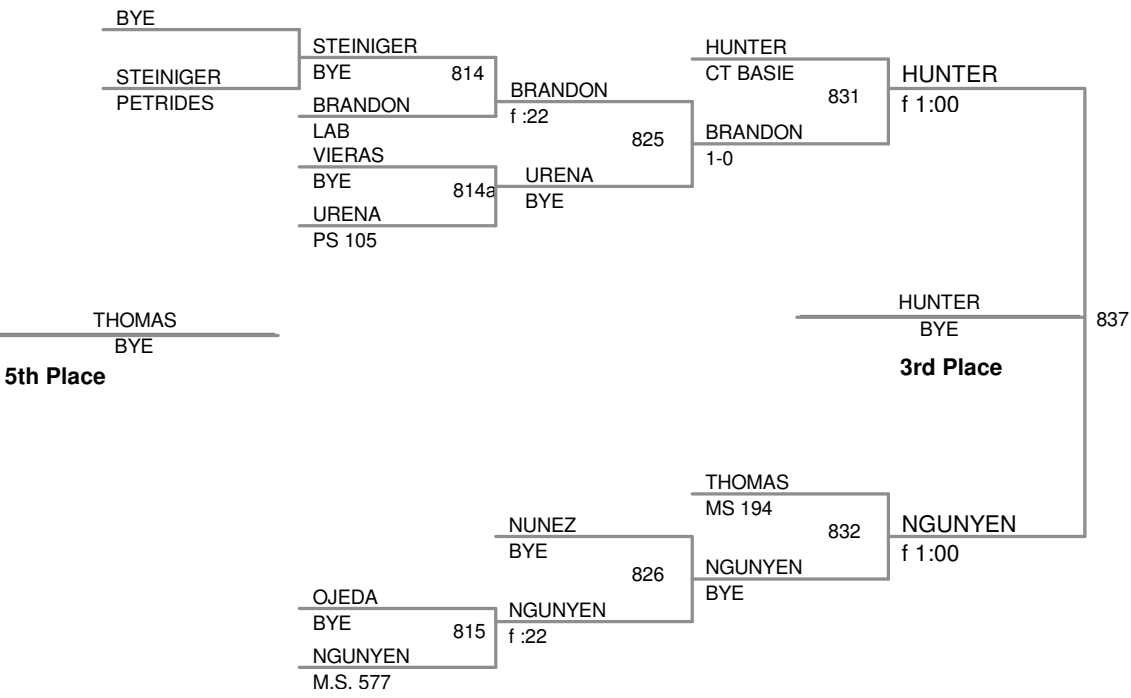 BYE
STEINIGER
PETRIDES
STEINIGER
BYE
814
BRANDON
LAB
VIERAS
BYE
814a
URENA
PS 105
BRANDON
f :22
825
URENA
BYE
HUNTER
CT BASIE
831
BRANDON
1-0
HUNTER
f 1:00
THOMAS
BYE
5th Place
HUNTER
BYE
837
3rd Place
THOMAS
MS 194
832
NGUNYEN
BYE
NGUNYEN
f 1:00
NUNEZ
BYE
826
NGUNYEN
f :22
OJEDA
BYE
815
NGUNYEN
M.S. 577